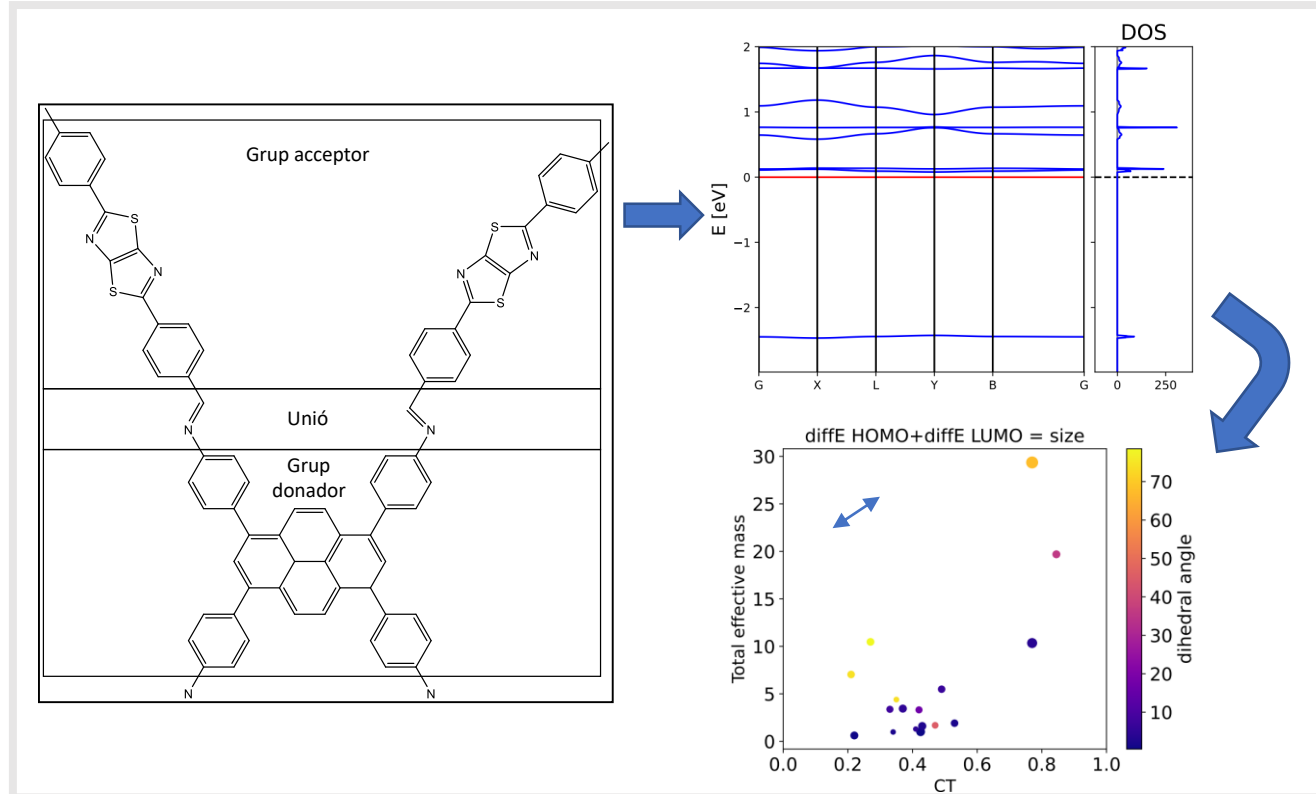 Grup acceptor
S
N
N
S
S
N
N
S
Unió
N
N
Grup
donador
N
N
DOS
E [eV]
2
1
0
−1
−2
G
X
L
Y
B
G
0
250
diffE HOMO+diffE LUMO = size
Total effective mass
30
25
20
15
10
5
0
0.0
0.2
0.4
0.6
0.8
1.0
CT
70
60
50
40
30
20
10
dihedral angle